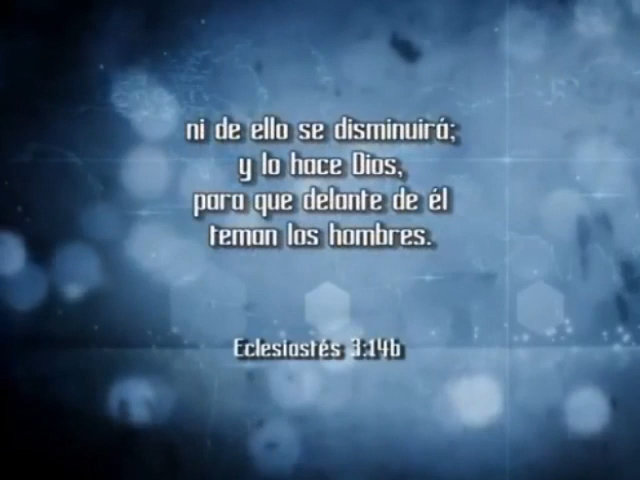 ni de ello se disminuirá;
y lo hace Dios,
para que delante de él
teman los hombres.
Eclesiastés 3:14b